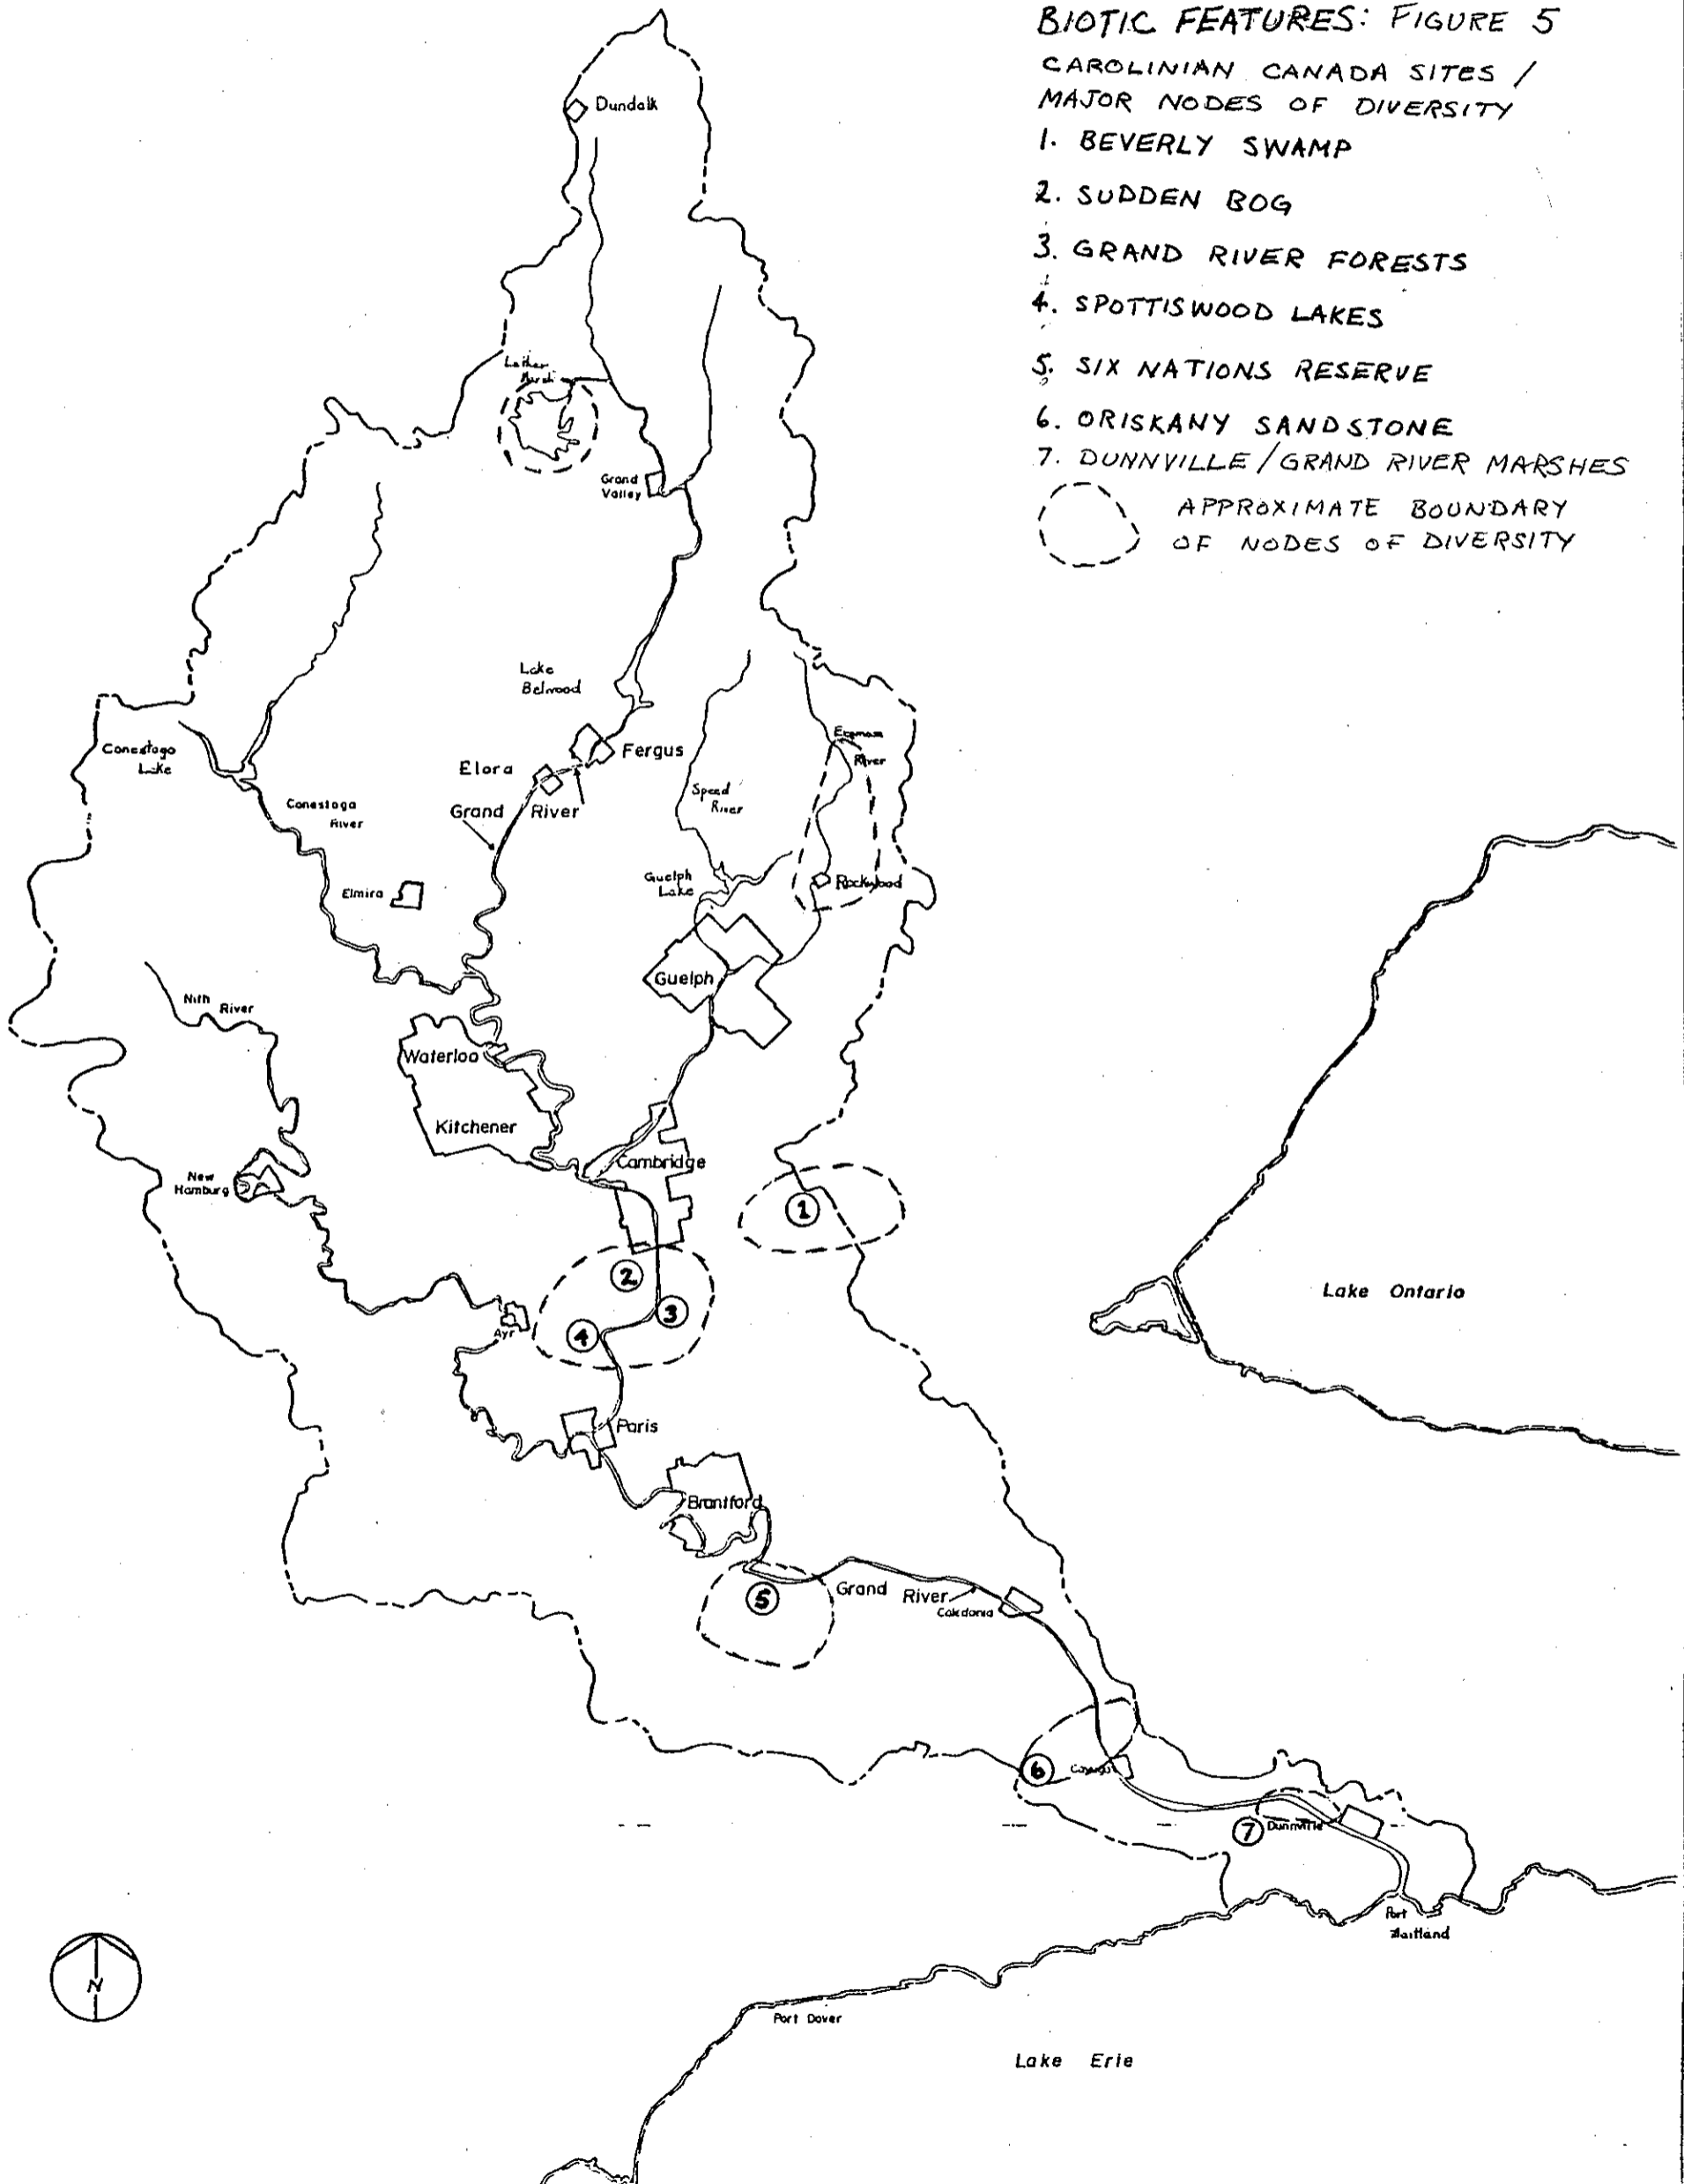 BIOTIC FEATURES: FIGURE 5
CAROLINIAN CANADA SITES /
MAJOR NODES OF DIVERSITY
1. BEVERLY SWAMP
2. SUDDEN BOG
3. GRAND RIVER FORESTS
4. SPOTTISWOOD LAKES
5. SIX NATIONS RESERVE
6. ORISKANY SANDSTONE
7. DUNNVILLE / GRAND RIVER MARSHES
APPROXIMATE BOUNDARY
OF NODES OF DIVERSITY
Dundalk
Luther
Marsh
Grand
Valley
Lake
Belwood
Fergus
Elora
Grand River
Conestogo
Lake
Conestoga
River
Speed
River
River
Guelph
Lake
Rockwood
Elmira
Guelph
Nith River
Waterloo
Kitchener
Cambridge
New
Hamburg
1
2
3
4
Ayr
Lake Ontario
Paris
Brantford
5
Grand River
Caledonia
6
Cayuga
7
Dunnville
Port
Maitland
N
Port Dover
Lake Erie